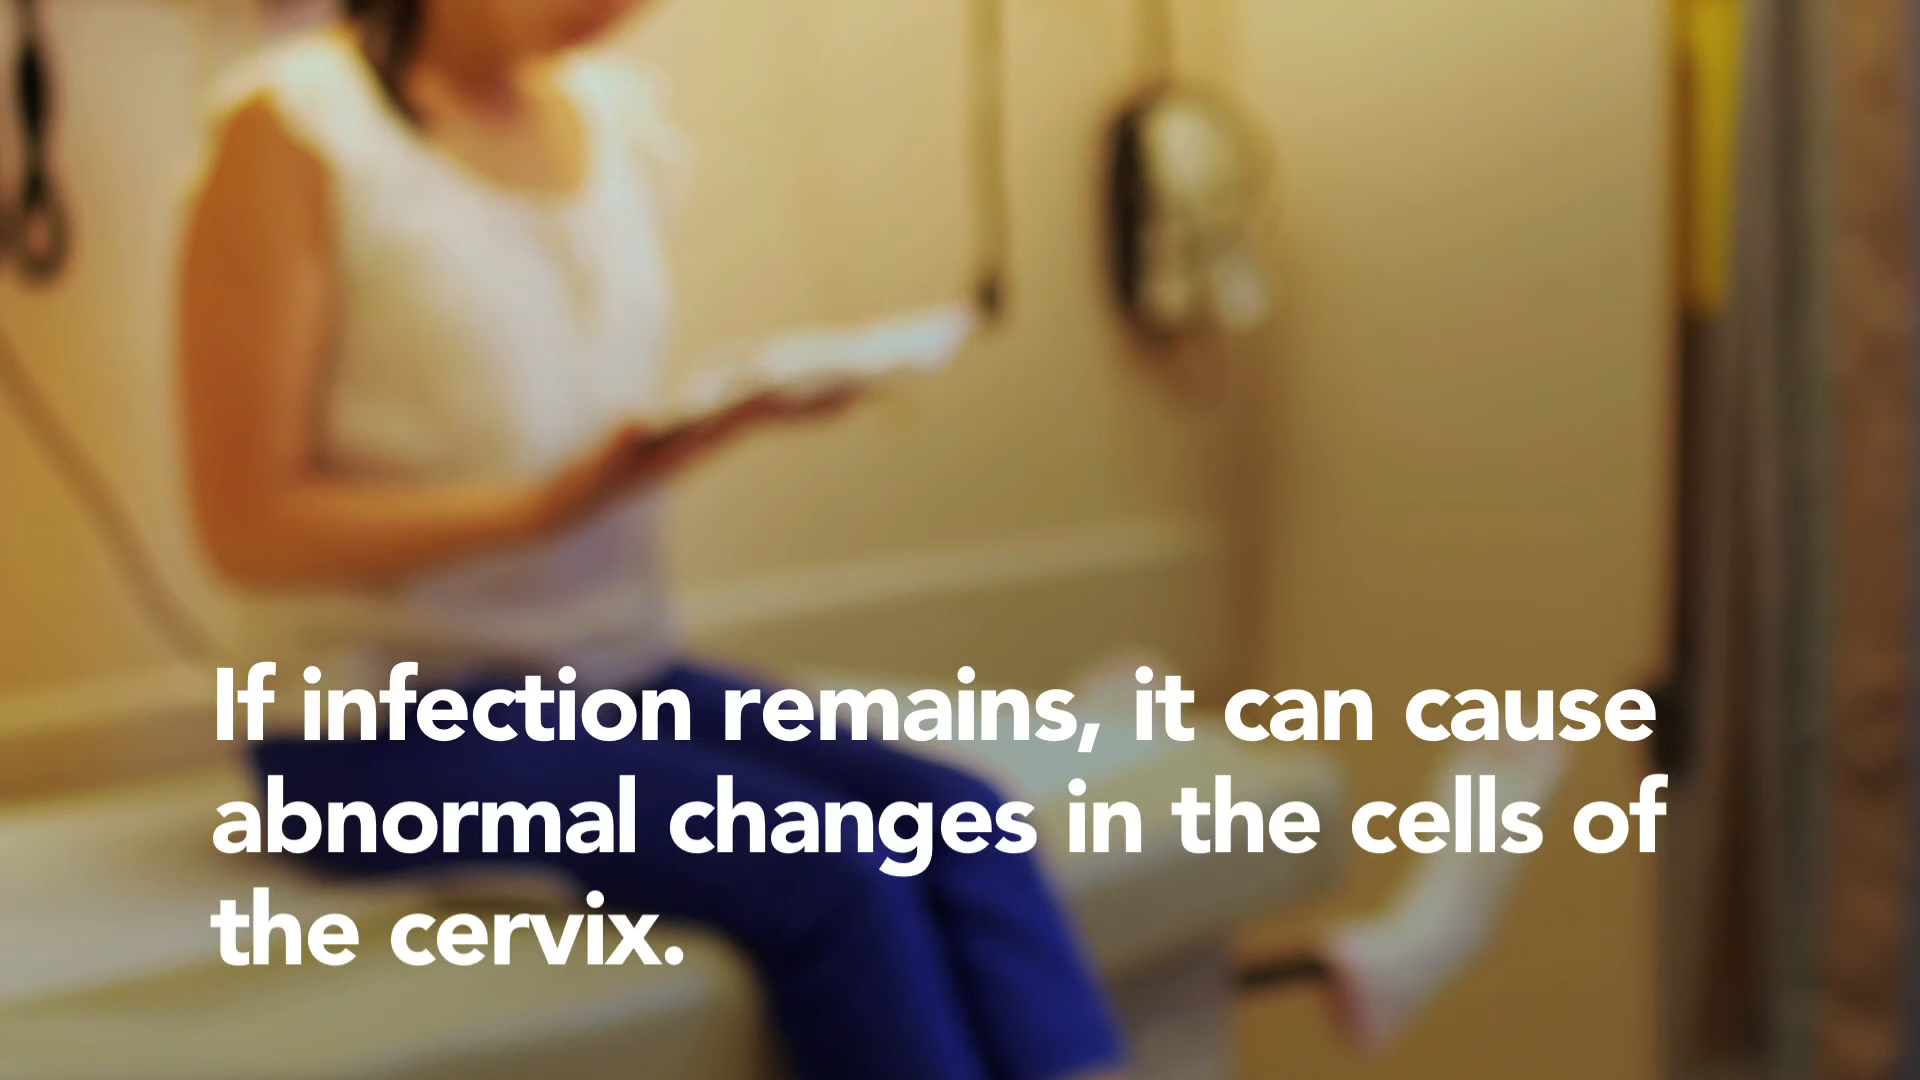 If infection remains, it can cause
abnormal changes in the cells of
the cervix.